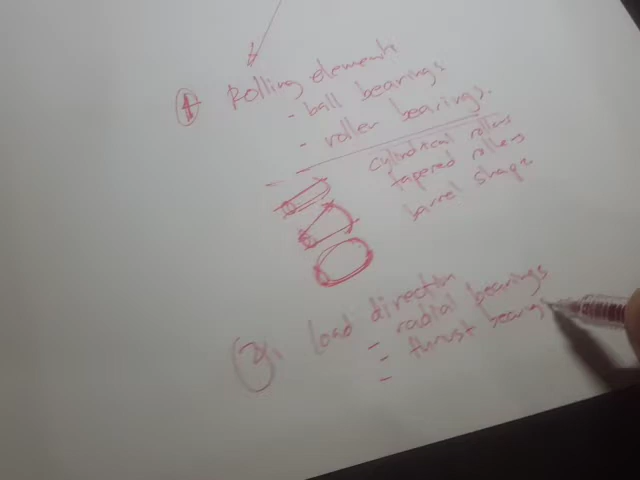 1 Rolling elements
- ball bearings
- roller bearings.
cylindrical rollers
tapered rollers
barrel shape
2. load direction
- radial bearings
- thrust bearings
-